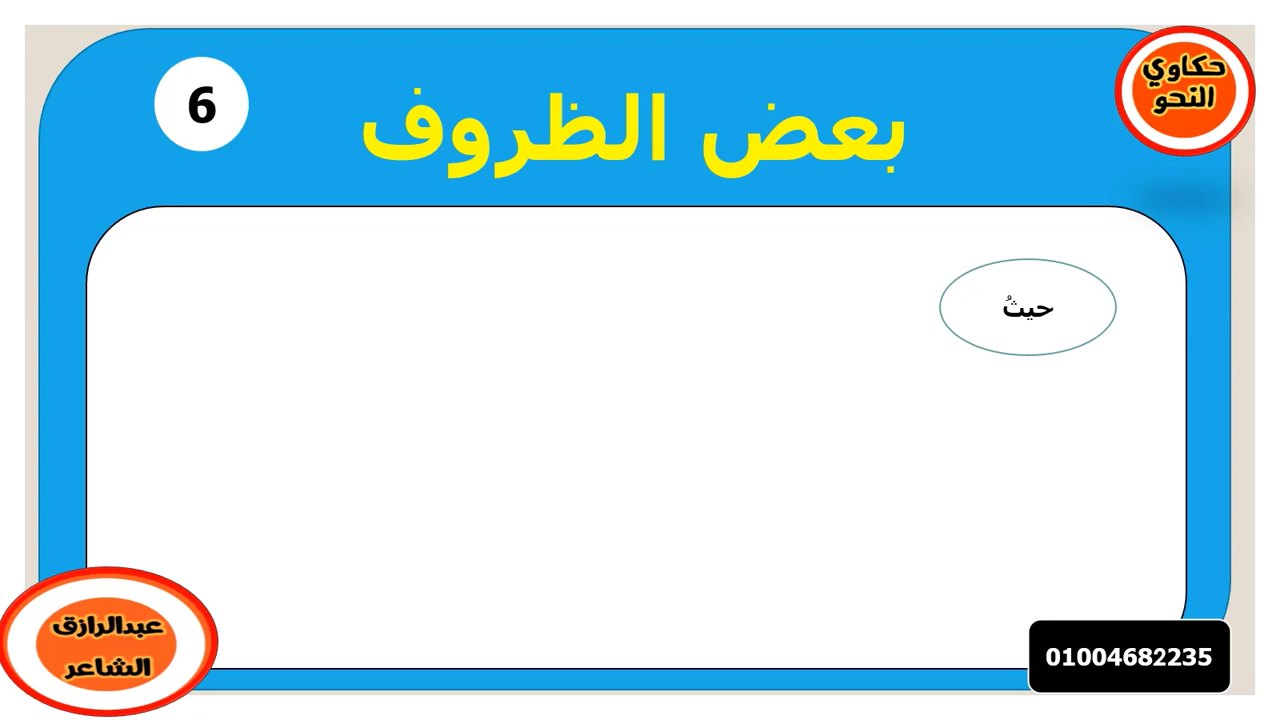 حكاوي
النحو
6
بعض الظروف
حيثُ
عبدالرازق
الشاعر
01004682235